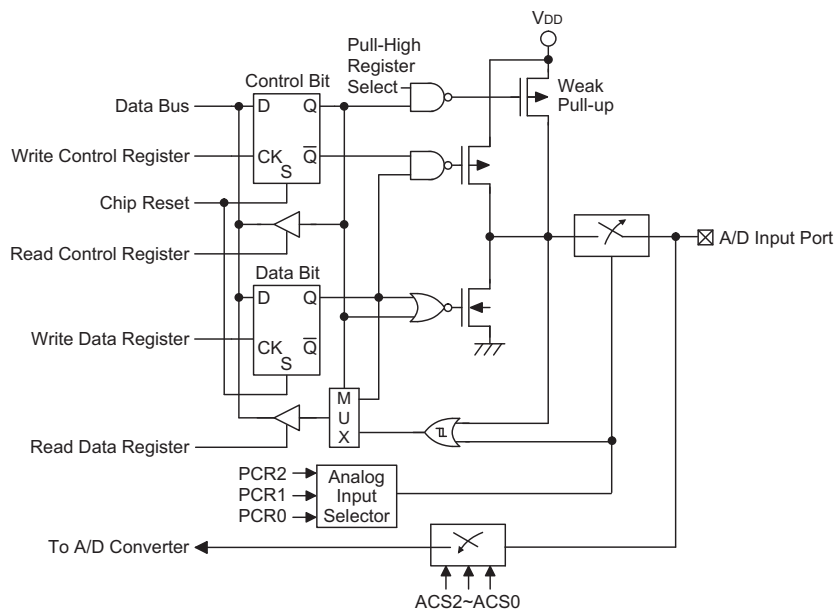 VDD
Pull-High
Register
Select
Control Bit
Weak
Pull-up
Data Bus
D
Q
Write Control Register
CK
Q
S
Chip Reset
A/D Input Port
Read Control Register
Data Bit
D
Q
Write Data Register
CK
Q
S
M
U
X
Read Data Register
PCR2
PCR1
PCR0
Analog
Input
Selector
To A/D Converter
ACS2~ACS0